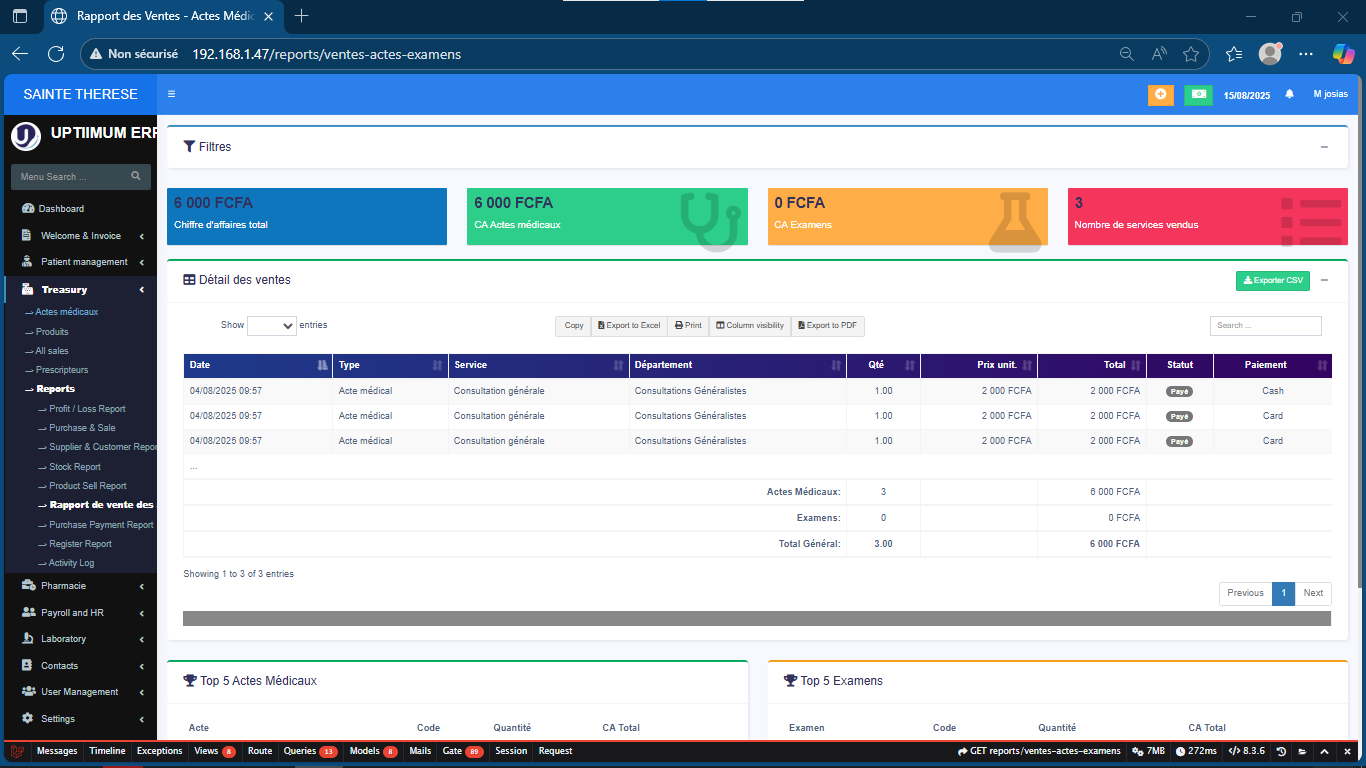 Rapport des Ventes - Actes Médic
Non sécurisé 192.168.1.47/reports/ventes-actes-examens
SAINTE THERESE
15/08/2025 M josias
UPTIIMUM ERP
Menu Search ...
Dashboard
Welcome & Invoice
Patient management
Treasury
Actes médicaux
Produits
All sales
Prescripteurs
Reports
Profit / Loss Report
Purchase & Sale
Supplier & Customer Repor
Stock Report
Product Sell Report
Rapport de vente des
Purchase Payment Report
Register Report
Activity Log
Pharmacie
Payroll and HR
Laboratory
Contacts
User Management
Settings
Filtres
6 000 FCFA
Chiffre d'affaires total
6 000 FCFA
CA Actes médicaux
0 FCFA
CA Examens
3
Nombre de services vendus
Détail des ventes
Exporter CSV
Show entries
Copy Export to Excel Print Column visibility Export to PDF
Search ...
Date Type Service Département Qté Prix unit. Total Statut Paiement
04/08/2025 09:57 Acte médical Consultation générale Consultations Généralistes 1.00 2 000 FCFA 2 000 FCFA Payé Cash
04/08/2025 09:57 Acte médical Consultation générale Consultations Généralistes 1.00 2 000 FCFA 2 000 FCFA Payé Card
04/08/2025 09:57 Acte médical Consultation générale Consultations Généralistes 1.00 2 000 FCFA 2 000 FCFA Payé Card
...
Actes Médicaux: 3 6 000 FCFA
Examens: 0 0 FCFA
Total Général: 3.00 6 000 FCFA
Showing 1 to 3 of 3 entries
Previous 1 Next
Top 5 Actes Médicaux
Acte Code Quantité CA Total
Top 5 Examens
Examen Code Quantité CA Total
Messages Timeline Exceptions Views 8 Route Queries 13 Models 8 Mails Gate 89 Session Request
GET reports/ventes-actes-examens 7MB 272ms 8.3.6